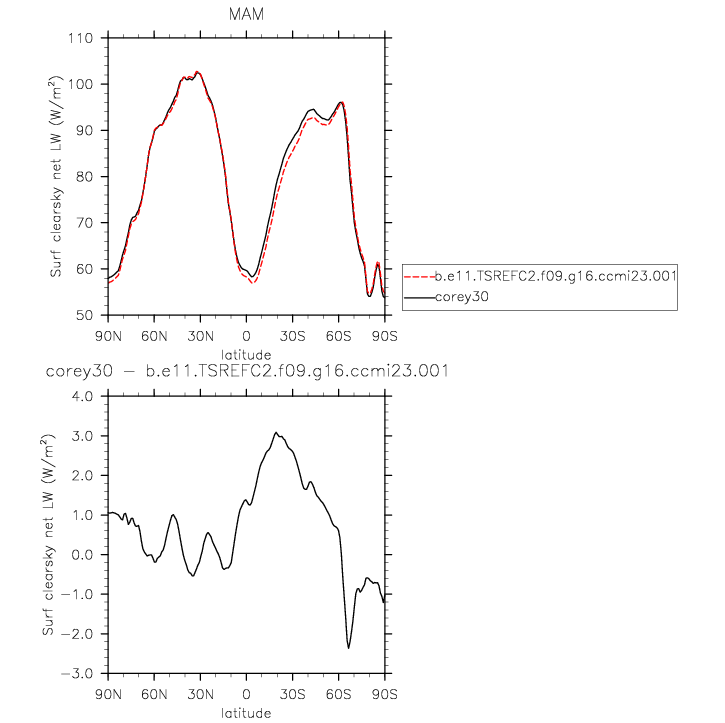 MAM
110
100
90
80
70
60
50
Surf clearsky net LW (W/m²)
90N 60N 30N 0 30S 60S 90S
latitude
b.e11.TSREFC2.f09.g16.ccmi23.001
corey30
corey30 − b.e11.TSREFC2.f09.g16.ccmi23.001
4.0
3.0
2.0
1.0
0.0
−1.0
−2.0
−3.0
Surf clearsky net LW (W/m²)
90N 60N 30N 0 30S 60S 90S
latitude